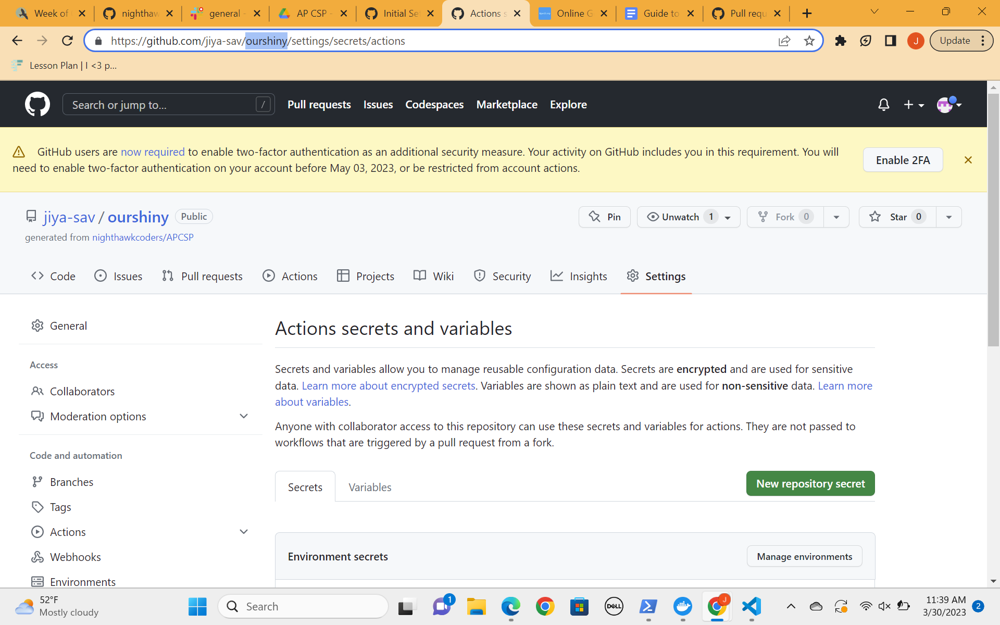 Week of
nighthaw
general -
AP CSP -
Initial Se
Actions s
Online G
Guide to
Pull requ
https://github.com/jiya-sav/ourshiny/settings/secrets/actions
J
Update
Lesson Plan | I <3 p...
Search or jump to...
/
Pull requests
Issues
Codespaces
Marketplace
Explore
GitHub users are now required to enable two-factor authentication as an additional security measure. Your activity on GitHub includes you in this requirement. You will
need to enable two-factor authentication on your account before May 03, 2023, or be restricted from account actions.
Enable 2FA
jiya-sav / ourshiny
Public
Pin
Unwatch 1
Fork 0
Star 0
generated from nighthawkcoders/APCSP
Code
Issues
Pull requests
Actions
Projects
Wiki
Security
Insights
Settings
General
Access
Collaborators
Moderation options
Code and automation
Branches
Tags
Actions
Webhooks
Environments
Actions secrets and variables
Secrets and variables allow you to manage reusable configuration data. Secrets are encrypted and are used for sensitive
data. Learn more about encrypted secrets. Variables are shown as plain text and are used for non-sensitive data. Learn more
about variables.
Anyone with collaborator access to this repository can use these secrets and variables for actions. They are not passed to
workflows that are triggered by a pull request from a fork.
Secrets
Variables
New repository secret
Environment secrets
Manage environments
52°F
Mostly cloudy
Search
1
DELL
J
11:39 AM
3/30/2023
2